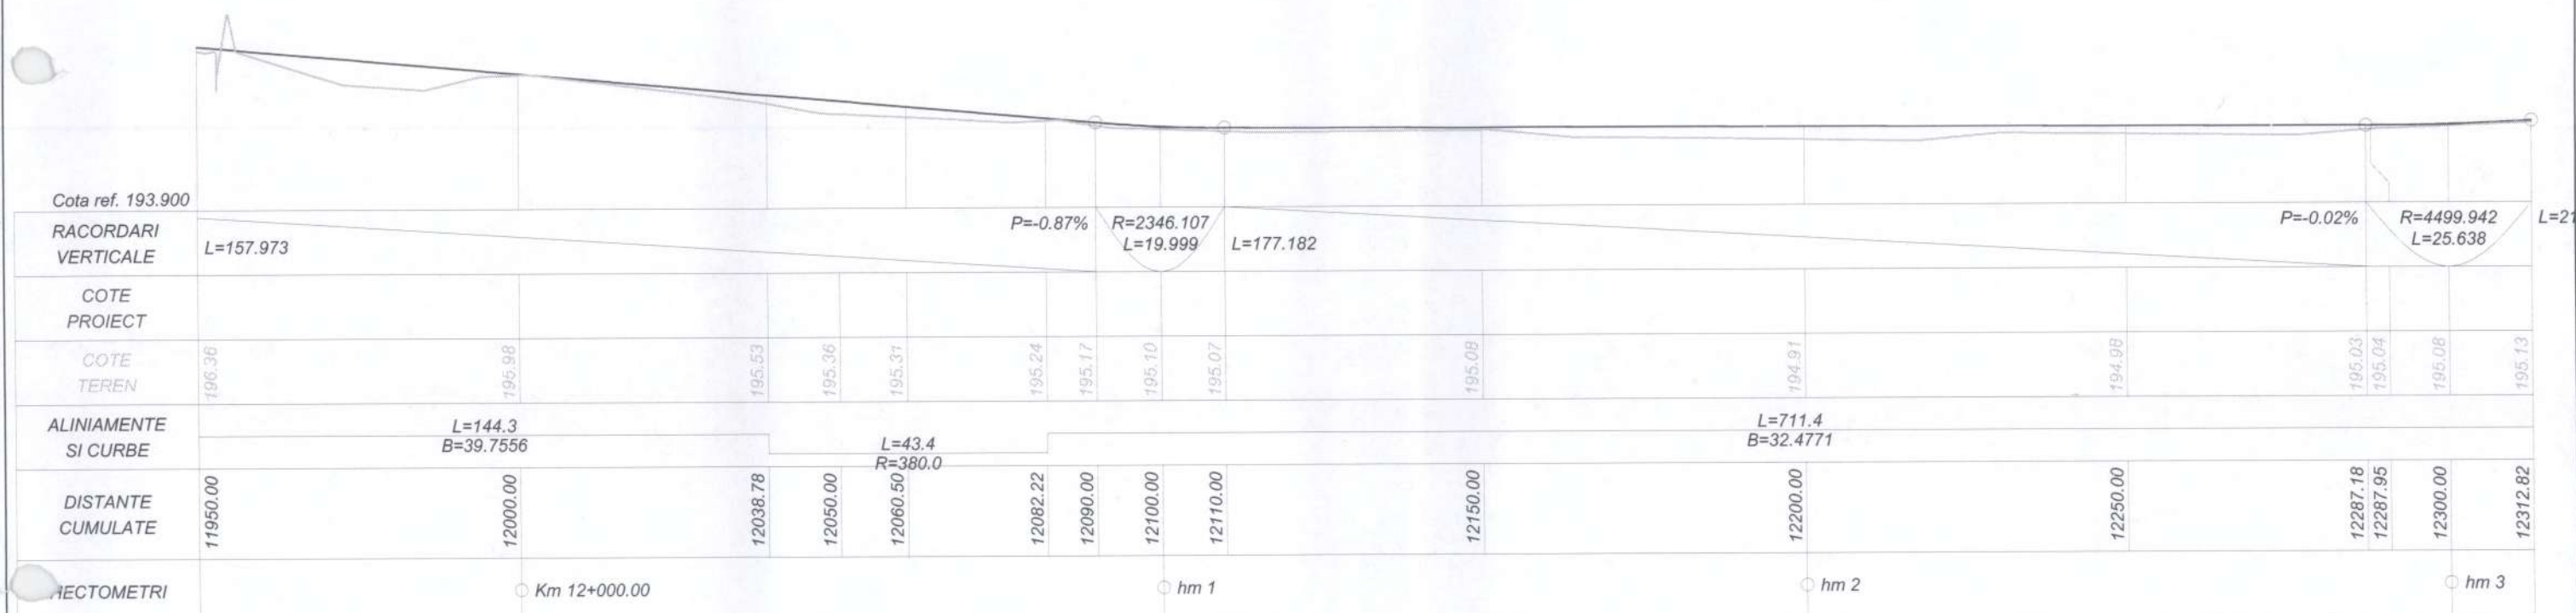 Cota ref. 193.900
RACORDARI
VERTICALE
L=157.973
P=-0.87%
R=2346.107
L=19.999
L=177.182
P=-0.02%
R=4499.942
L=25.638
COTE
PROIECT
COTE
TEREN
196.36
195.98
195.53
195.36
195.31
195.24
195.17
195.10
195.07
195.08
194.91
194.98
195.03
195.04
195.08
195.13
ALINIAMENTE
SI CURBE
L=144.3
B=39.7556
L=43.4
R=380.0
L=711.4
B=32.4771
DISTANTE
CUMULATE
11950.00
12000.00
12038.78
12050.00
12060.50
12082.22
12090.00
12100.00
12110.00
12150.00
12200.00
12250.00
12287.18
12287.95
12300.00
12312.82
HECTOMETRI
Km 12+000.00
hm 1
hm 2
hm 3